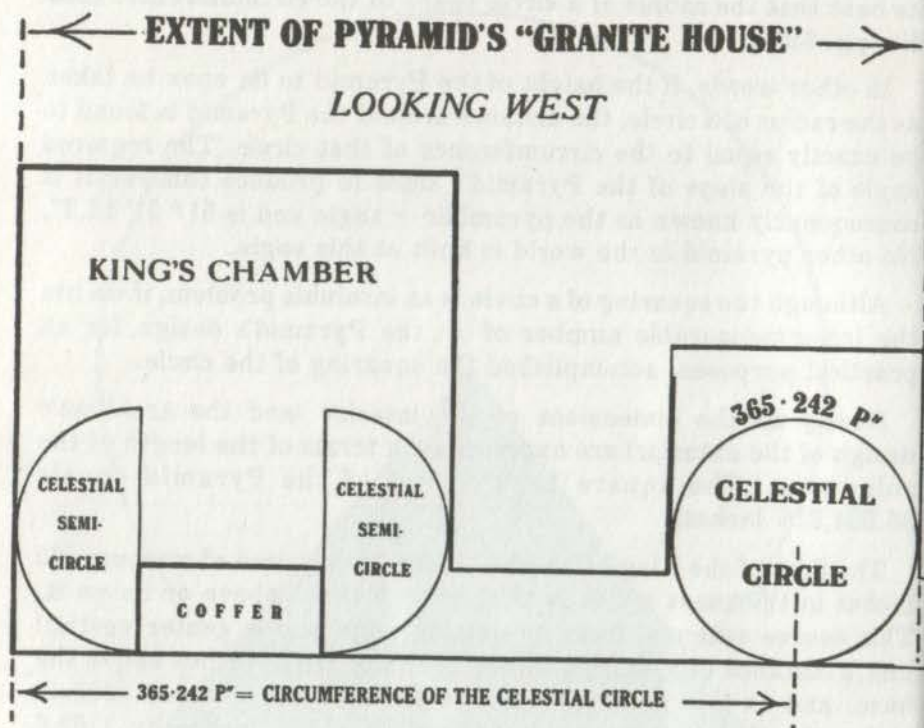 EXTENT OF PYRAMID'S "GRANITE HOUSE"
LOOKING WEST
KING'S CHAMBER
365·242 P"
CELESTIAL
SEMI-
CIRCLE
CELESTIAL
SEMI-
CIRCLE
CELESTIAL
CIRCLE
COFFER
365·242 P" = CIRCUMFERENCE OF THE CELESTIAL CIRCLE